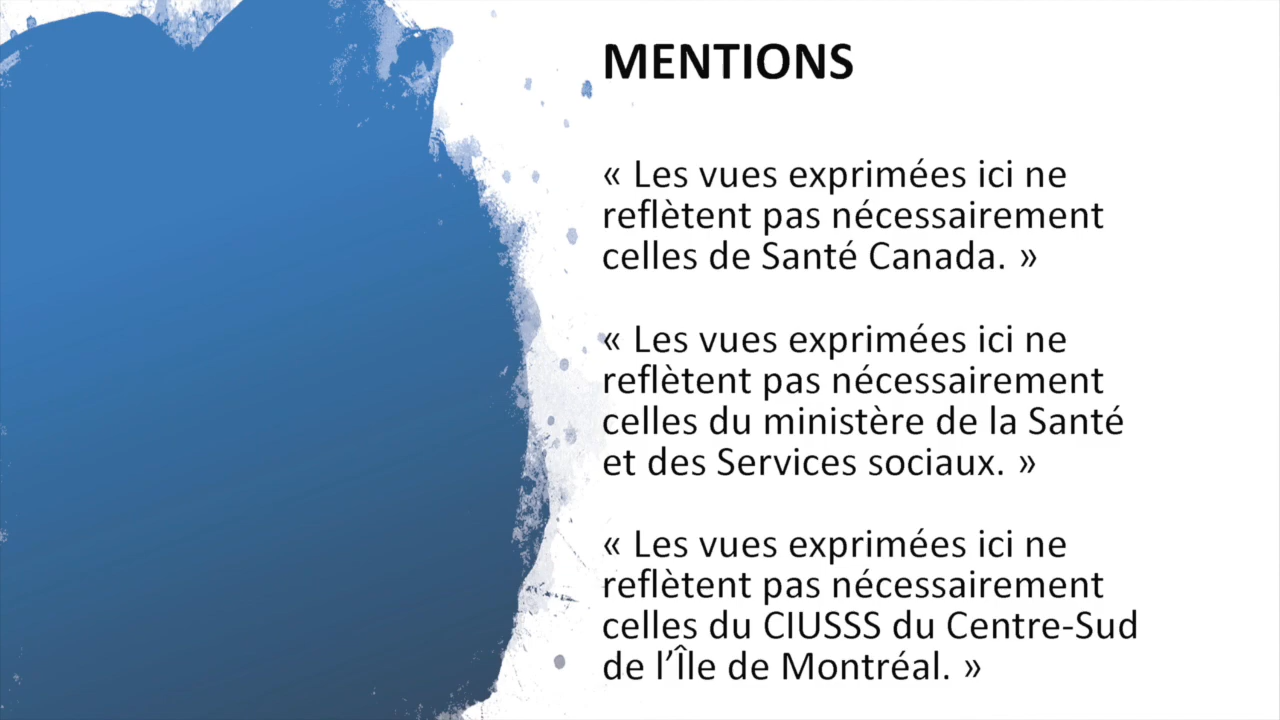 MENTIONS
« Les vues exprimées ici ne
reflètent pas nécessairement
celles de Santé Canada. »
« Les vues exprimées ici ne
reflètent pas nécessairement
celles du ministère de la Santé
et des Services sociaux. »
« Les vues exprimées ici ne
reflètent pas nécessairement
celles du CIUSSS du Centre-Sud
de l’Île de Montréal. »